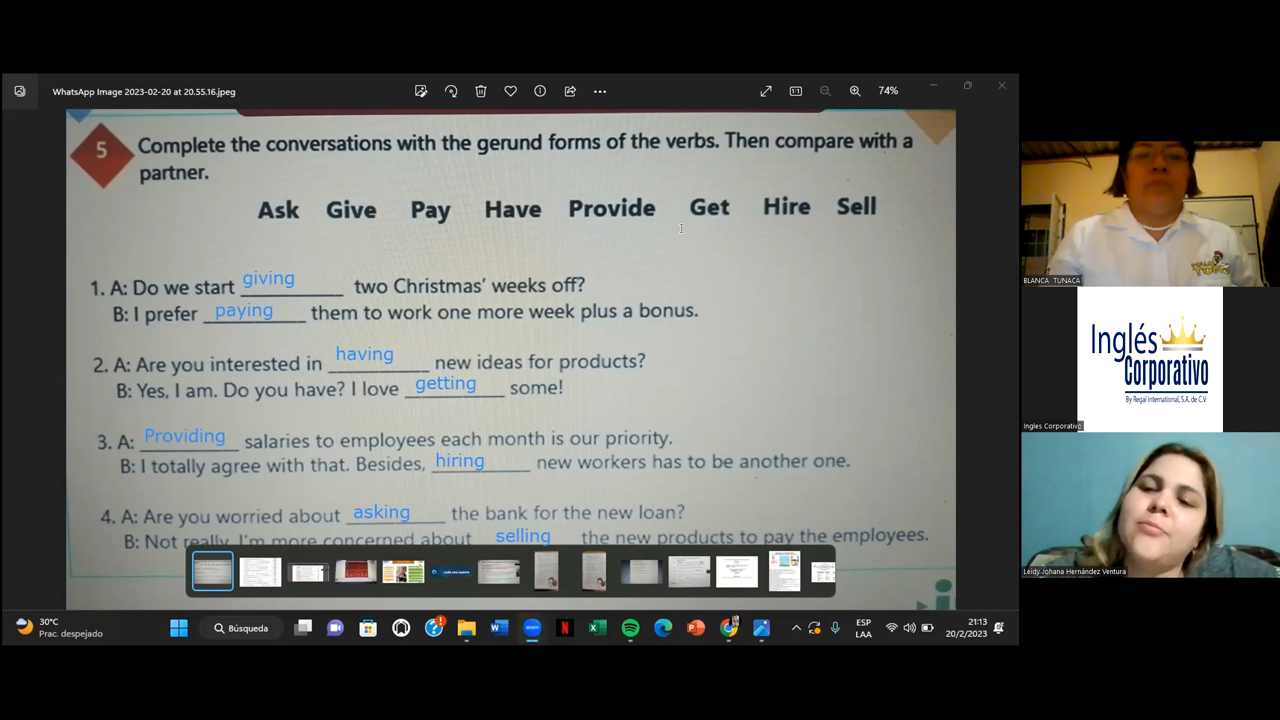 WhatsApp Image 2023-02-20 at 20.55.16.jpeg
74%
5
Complete the conversations with the gerund forms of the verbs. Then compare with a
partner.
Ask Give Pay Have Provide Get Hire Sell
1. A: Do we start giving two Christmas' weeks off?
B: I prefer paying them to work one more week plus a bonus.
2. A: Are you interested in having new ideas for products?
B: Yes, I am. Do you have? I love getting some!
3. A: Providing salaries to employees each month is our priority.
B: I totally agree with that. Besides, hiring new workers has to be another one.
4. A: Are you worried about asking the bank for the new loan?
B: Not really, I'm more concerned about selling the new products to pay the employees.
BLANCA TUNACA
Inglés
Corporativo
By Regal International, S.A. de C.V.
Ingles Corporativo
Leidy Johana Hernández Ventura
30°C
Prac. despejado
Búsqueda
ESP
LAA
21:13
20/2/2023